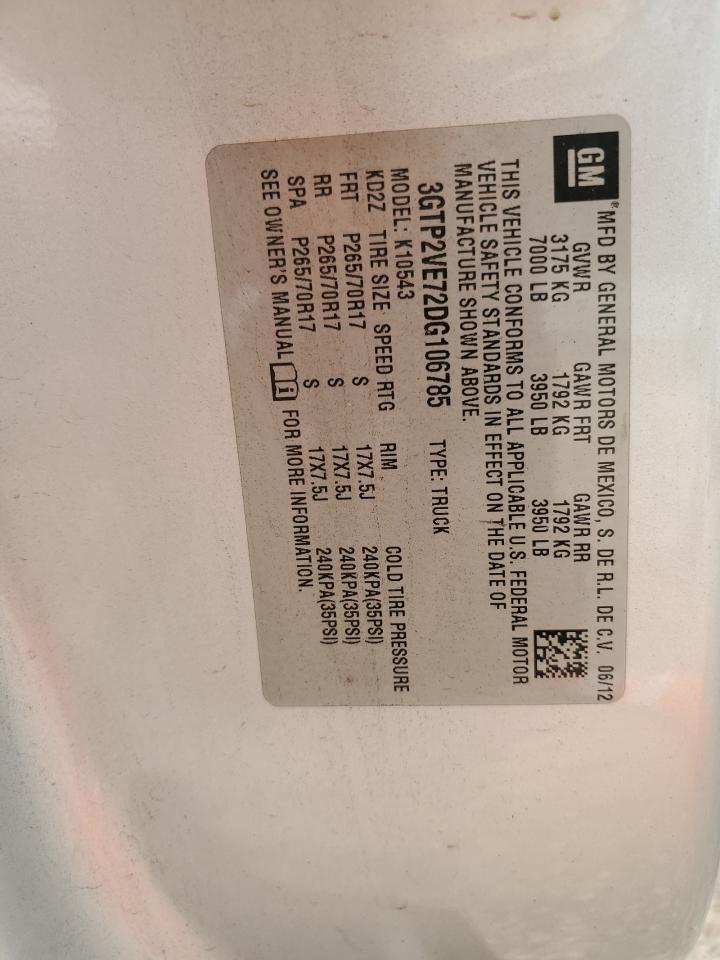 GM® MFD BY GENERAL MOTORS DE MEXICO, S. DE R.L. DE C.V. 06/12
GVWR GAWR FRT GAWR RR
3175 KG 1792 KG 1792 KG
7000 LB 3950 LB 3950 LB
THIS VEHICLE CONFORMS TO ALL APPLICABLE U.S. FEDERAL MOTOR
VEHICLE SAFETY STANDARDS IN EFFECT ON THE DATE OF
MANUFACTURE SHOWN ABOVE.
3GTP2VE72DG106785 TYPE: TRUCK
MODEL: K10543
KD2Z TIRE SIZE SPEED RTG RIM COLD TIRE PRESSURE
FRT P265/70R17 S 17X7.5J 240KPA(35PSI)
RR P265/70R17 S 17X7.5J 240KPA(35PSI)
SPA P265/70R17 S 17X7.5J 240KPA(35PSI)
SEE OWNER'S MANUAL i FOR MORE INFORMATION.